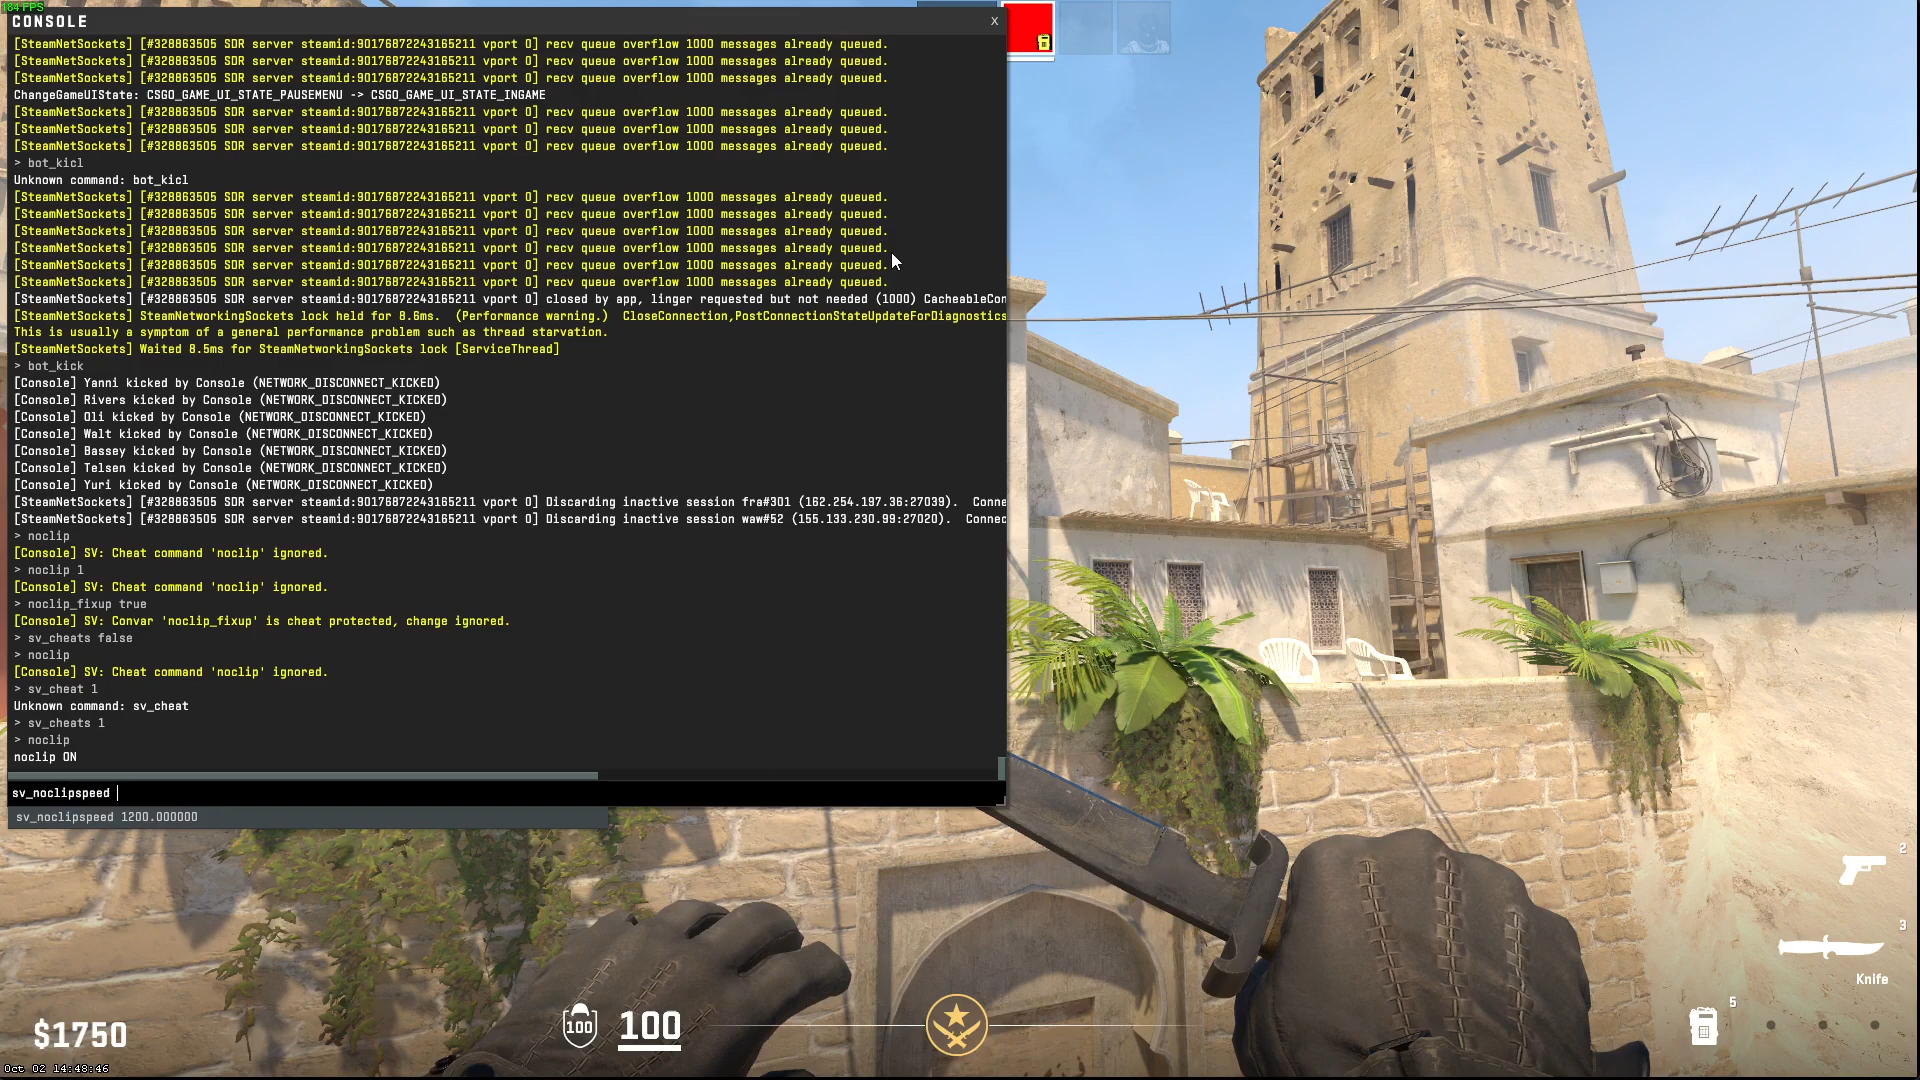 184 FPS
CONSOLE
X
[SteamNetSockets] [#328863505 SDR server steamid:90176872243165211 vport 0] recv queue overflow 1000 messages already queued.
[SteamNetSockets] [#328863505 SDR server steamid:90176872243165211 vport 0] recv queue overflow 1000 messages already queued.
[SteamNetSockets] [#328863505 SDR server steamid:90176872243165211 vport 0] recv queue overflow 1000 messages already queued.
ChangeGameUIState: CSGO_GAME_UI_STATE_PAUSEMENU -> CSGO_GAME_UI_STATE_INGAME
[SteamNetSockets] [#328863505 SDR server steamid:90176872243165211 vport 0] recv queue overflow 1000 messages already queued.
[SteamNetSockets] [#328863505 SDR server steamid:90176872243165211 vport 0] recv queue overflow 1000 messages already queued.
[SteamNetSockets] [#328863505 SDR server steamid:90176872243165211 vport 0] recv queue overflow 1000 messages already queued.
> bot_kicl
Unknown command: bot_kicl
[SteamNetSockets] [#328863505 SDR server steamid:90176872243165211 vport 0] recv queue overflow 1000 messages already queued.
[SteamNetSockets] [#328863505 SDR server steamid:90176872243165211 vport 0] recv queue overflow 1000 messages already queued.
[SteamNetSockets] [#328863505 SDR server steamid:90176872243165211 vport 0] recv queue overflow 1000 messages already queued.
[SteamNetSockets] [#328863505 SDR server steamid:90176872243165211 vport 0] recv queue overflow 1000 messages already queued.
[SteamNetSockets] [#328863505 SDR server steamid:90176872243165211 vport 0] recv queue overflow 1000 messages already queued.
[SteamNetSockets] [#328863505 SDR server steamid:90176872243165211 vport 0] recv queue overflow 1000 messages already queued.
[SteamNetSockets] [#328863505 SDR server steamid:90176872243165211 vport 0] closed by app, linger requested but not needed (1000) CacheableCon
[SteamNetSockets] SteamNetworkingSockets lock held for 8.6ms. (Performance warning.) CloseConnection,PostConnectionStateUpdateForDiagnostics
This is usually a symptom of a general performance problem such as thread starvation.
[SteamNetSockets] Waited 8.5ms for SteamNetworkingSockets lock [ServiceThread]
> bot_kick
[Console] Yanni kicked by Console (NETWORK_DISCONNECT_KICKED)
[Console] Rivers kicked by Console (NETWORK_DISCONNECT_KICKED)
[Console] Oli kicked by Console (NETWORK_DISCONNECT_KICKED)
[Console] Walt kicked by Console (NETWORK_DISCONNECT_KICKED)
[Console] Bassey kicked by Console (NETWORK_DISCONNECT_KICKED)
[Console] Telsen kicked by Console (NETWORK_DISCONNECT_KICKED)
[Console] Yuri kicked by Console (NETWORK_DISCONNECT_KICKED)
[SteamNetSockets] [#328863505 SDR server steamid:90176872243165211 vport 0] Discarding inactive session fra#301 (162.254.197.36:27039). Conne
[SteamNetSockets] [#328863505 SDR server steamid:90176872243165211 vport 0] Discarding inactive session waw#52 (155.133.230.99:27020). Connec
> noclip
[Console] SV: Cheat command 'noclip' ignored.
> noclip 1
[Console] SV: Cheat command 'noclip' ignored.
> noclip_fixup true
[Console] SV: Convar 'noclip_fixup' is cheat protected, change ignored.
> sv_cheats false
> noclip
[Console] SV: Cheat command 'noclip' ignored.
> sv_cheat 1
Unknown command: sv_cheat
> sv_cheats 1
> noclip
noclip ON
sv_noclipspeed
sv_noclipspeed 1200.000000
2
3
Knife
5
$1750
100
100
Oct 02 14:48:46